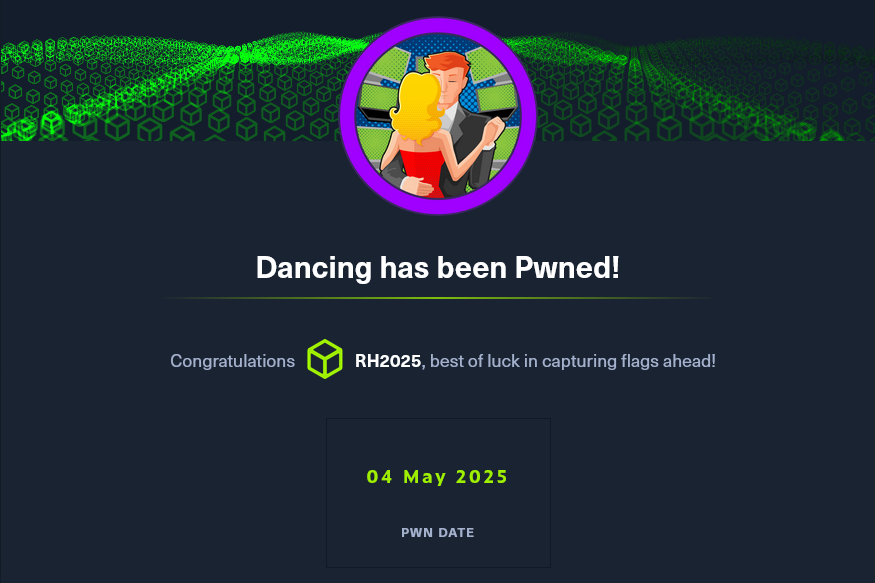 Dancing has been Pwned!
Congratulations RH2025, best of luck in capturing flags ahead!
04 May 2025
PWN DATE